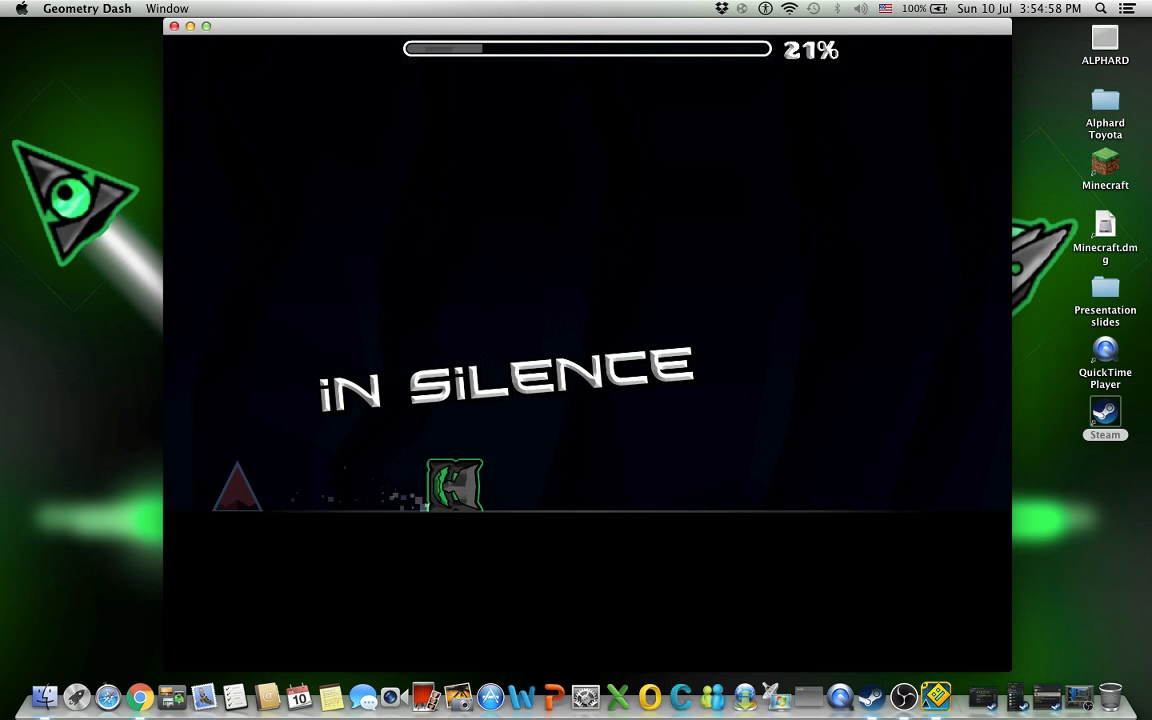 Geometry Dash Window
100% Sun 10 Jul 3:54:58 PM
21%
iN SiLENCE
ALPHARD
Alphard
Toyota
Minecraft
Minecraft.dm
g
Presentation
slides
QuickTime
Player
Steam
10